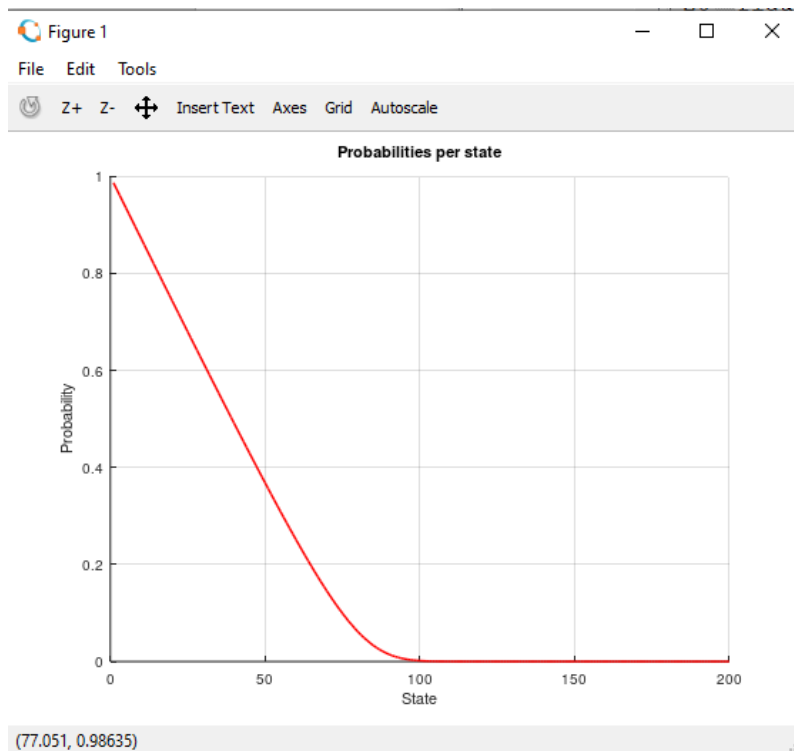 Figure 1
File Edit Tools
Z+ Z- Insert Text Axes Grid Autoscale
Probabilities per state
1
0.8
0.6
0.4
0.2
0
Probability
0 50 100 150 200
State
(77.051, 0.98635)